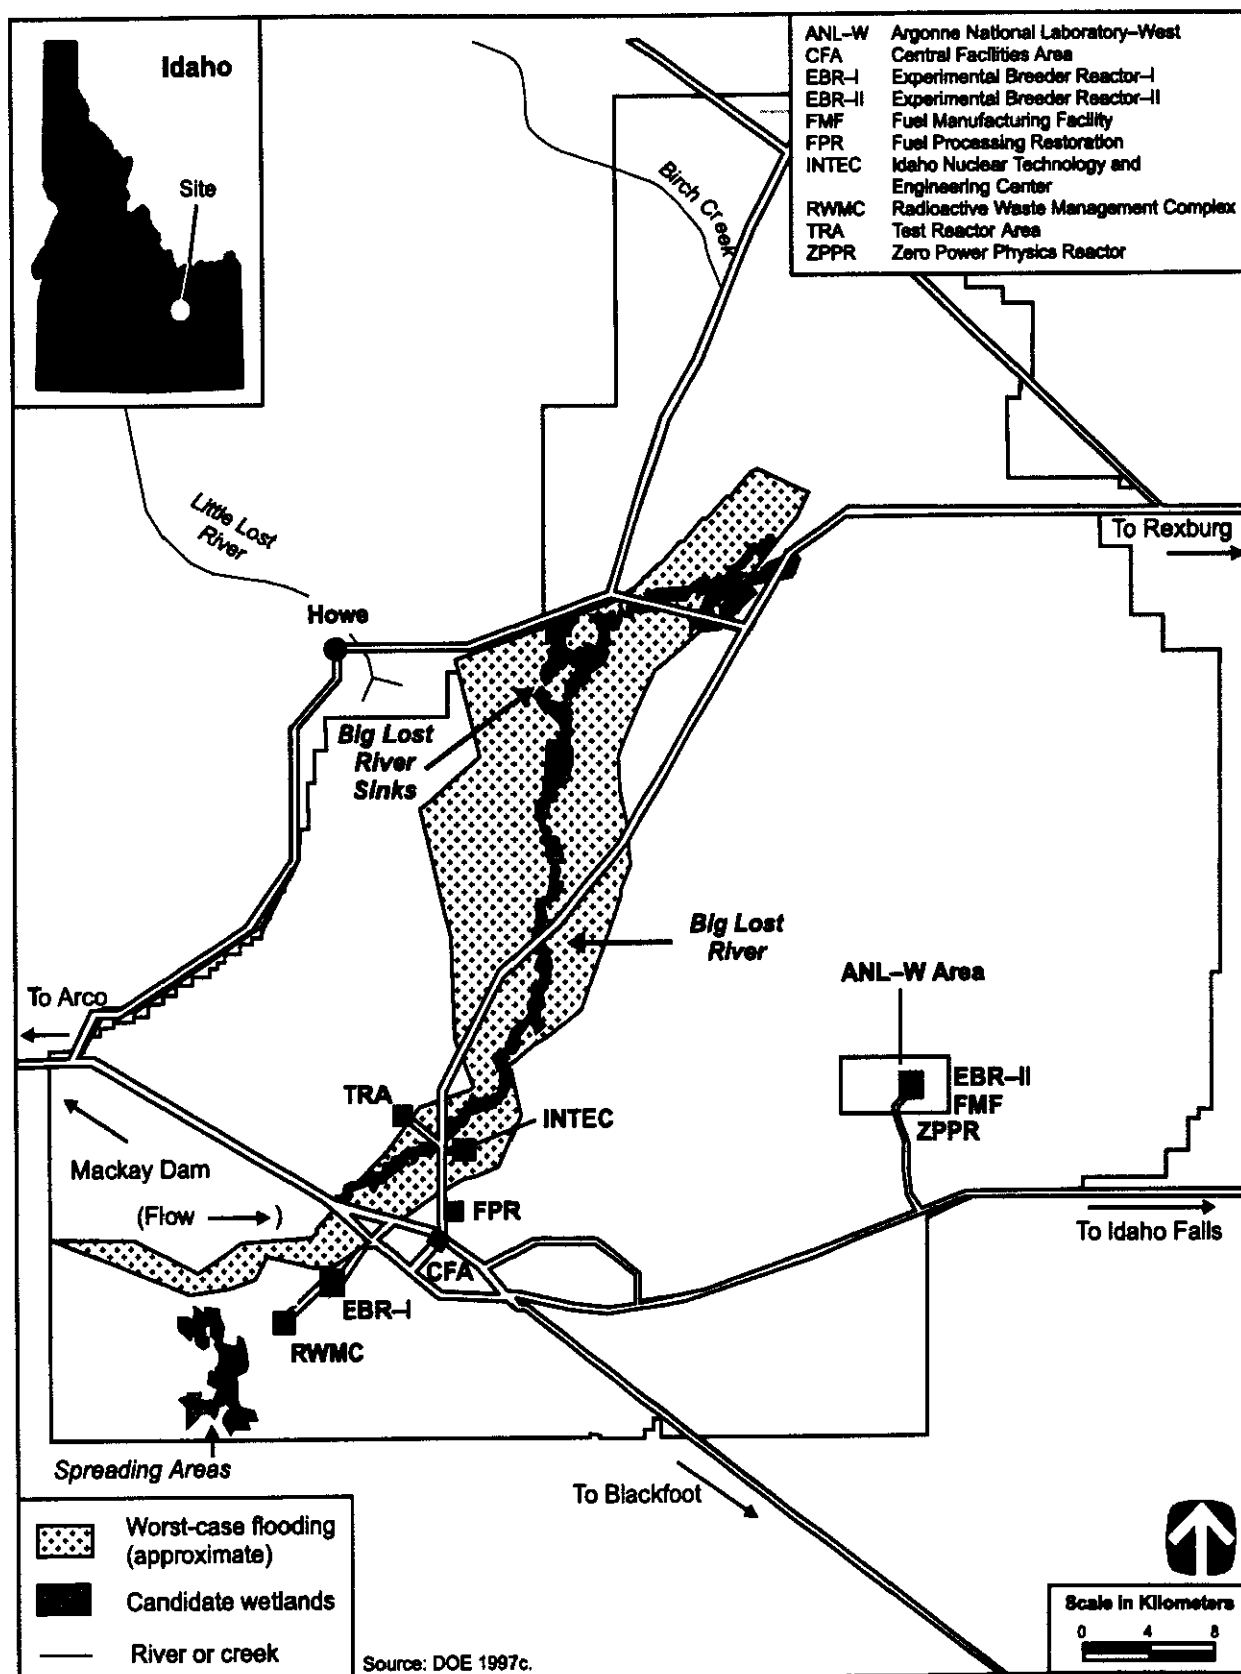 Idaho
Site
ANL–W Argonne National Laboratory–West
CFA Central Facilities Area
EBR–I Experimental Breeder Reactor–I
EBR–II Experimental Breeder Reactor–II
FMF Fuel Manufacturing Facility
FPR Fuel Processing Restoration
INTEC Idaho Nuclear Technology and
Engineering Center
RWMC Radioactive Waste Management Complex
TRA Test Reactor Area
ZPPR Zero Power Physics Reactor
Birch Creek
Little Lost
River
To Rexburg
Howe
Big Lost
River
Sinks
Big Lost
River
ANL–W Area
To Arco
EBR–II
FMF
ZPPR
TRA
INTEC
Mackay Dam
(Flow → )
FPR
To Idaho Falls
CFA
EBR–I
RWMC
Spreading Areas
To Blackfoot
Worst-case flooding
(approximate)
Candidate wetlands
River or creek
Source: DOE 1997c.
Scale in Kilometers
0 4 8